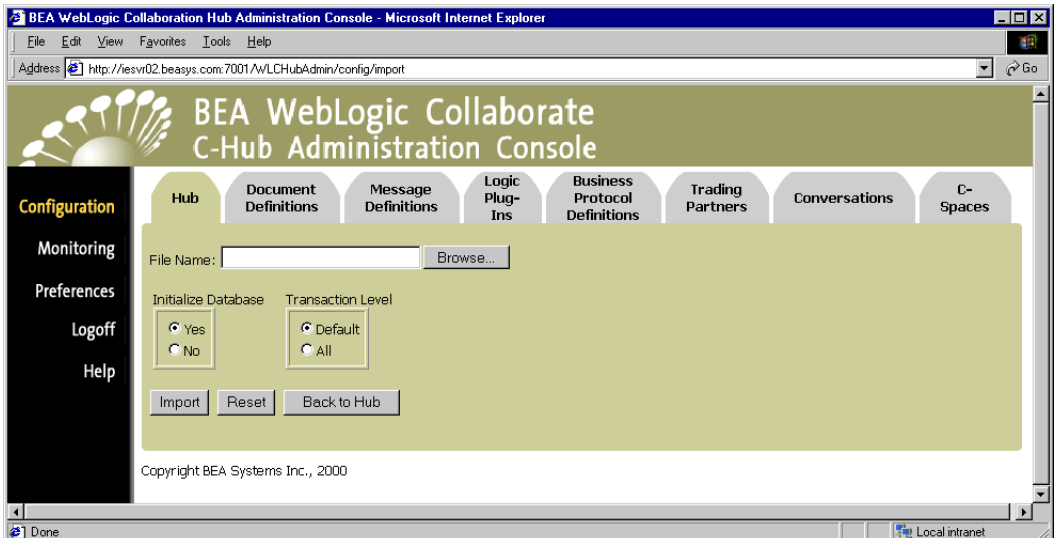 BEA WebLogic Collaboration Hub Administration Console - Microsoft Internet Explorer
File Edit View Favorites Tools Help
Address http://iesvr02.beasys.com:7001/WLCHubAdmin/config/import Go
BEA WebLogic Collaborate
C-Hub Administration Console
Configuration
Monitoring
Preferences
Logoff
Help
Hub
Document
Definitions
Message
Definitions
Logic
Plug-
Ins
Business
Protocol
Definitions
Trading
Partners
Conversations
C-
Spaces
File Name: Browse...
Initialize Database Transaction Level
Yes Default
No All
Import Reset Back to Hub
Copyright BEA Systems Inc., 2000
Done Local intranet